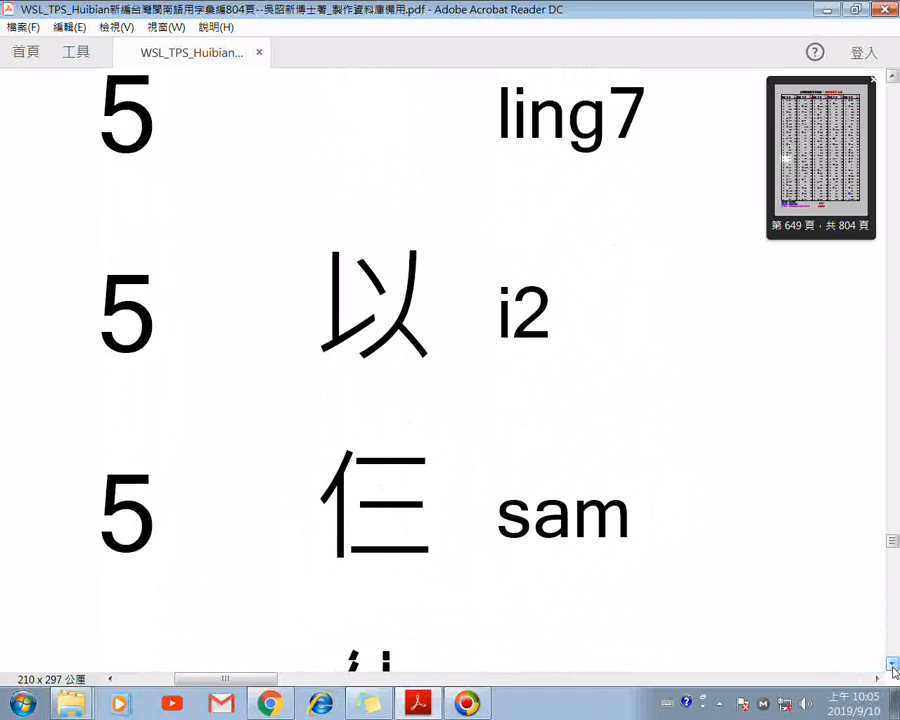 WSL_TPS_Huibian新編台灣閩南語用字彙編804頁--吳昭新博士著_製作資料庫備用.pdf - Adobe Acrobat Reader DC
檔案(F) 編輯(E) 檢視(V) 視窗(W) 說明(H)
首頁 工具 WSL_TPS_Huibian... × ? 登入
5 ling7
第 649 頁，共 804 頁
5 以 i2
5 仨 sam
210 x 297 公厘
上午 10:05
2019/9/10